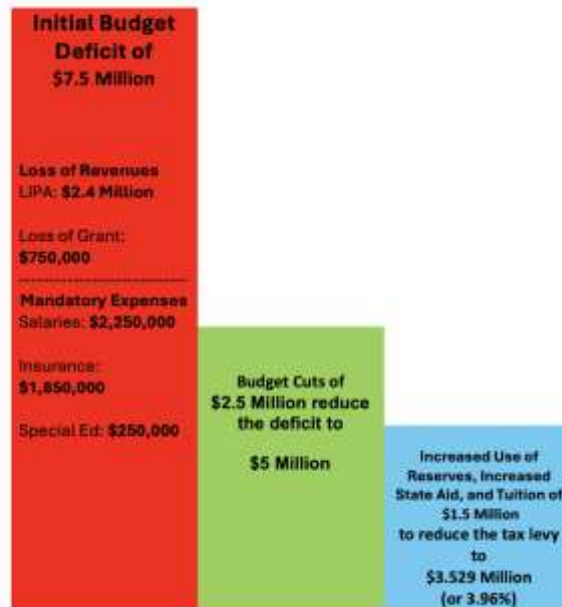 Initial Budget
Deficit of
$7.5 Million
Loss of Revenues
LIPA: $2.4 Million
Loss of Grant:
$750,000
-----------------------------
Mandatory Expenses
Salaries: $2,250,000
Insurance:
$1,850,000
Special Ed: $250,000
Budget Cuts of
$2.5 Million reduce
the deficit to
$5 Million
Increased Use of
Reserves, Increased
State Aid, and Tuition of
$1.5 Million
to reduce the tax levy
to
$3.529 Million
(or 3.96%)